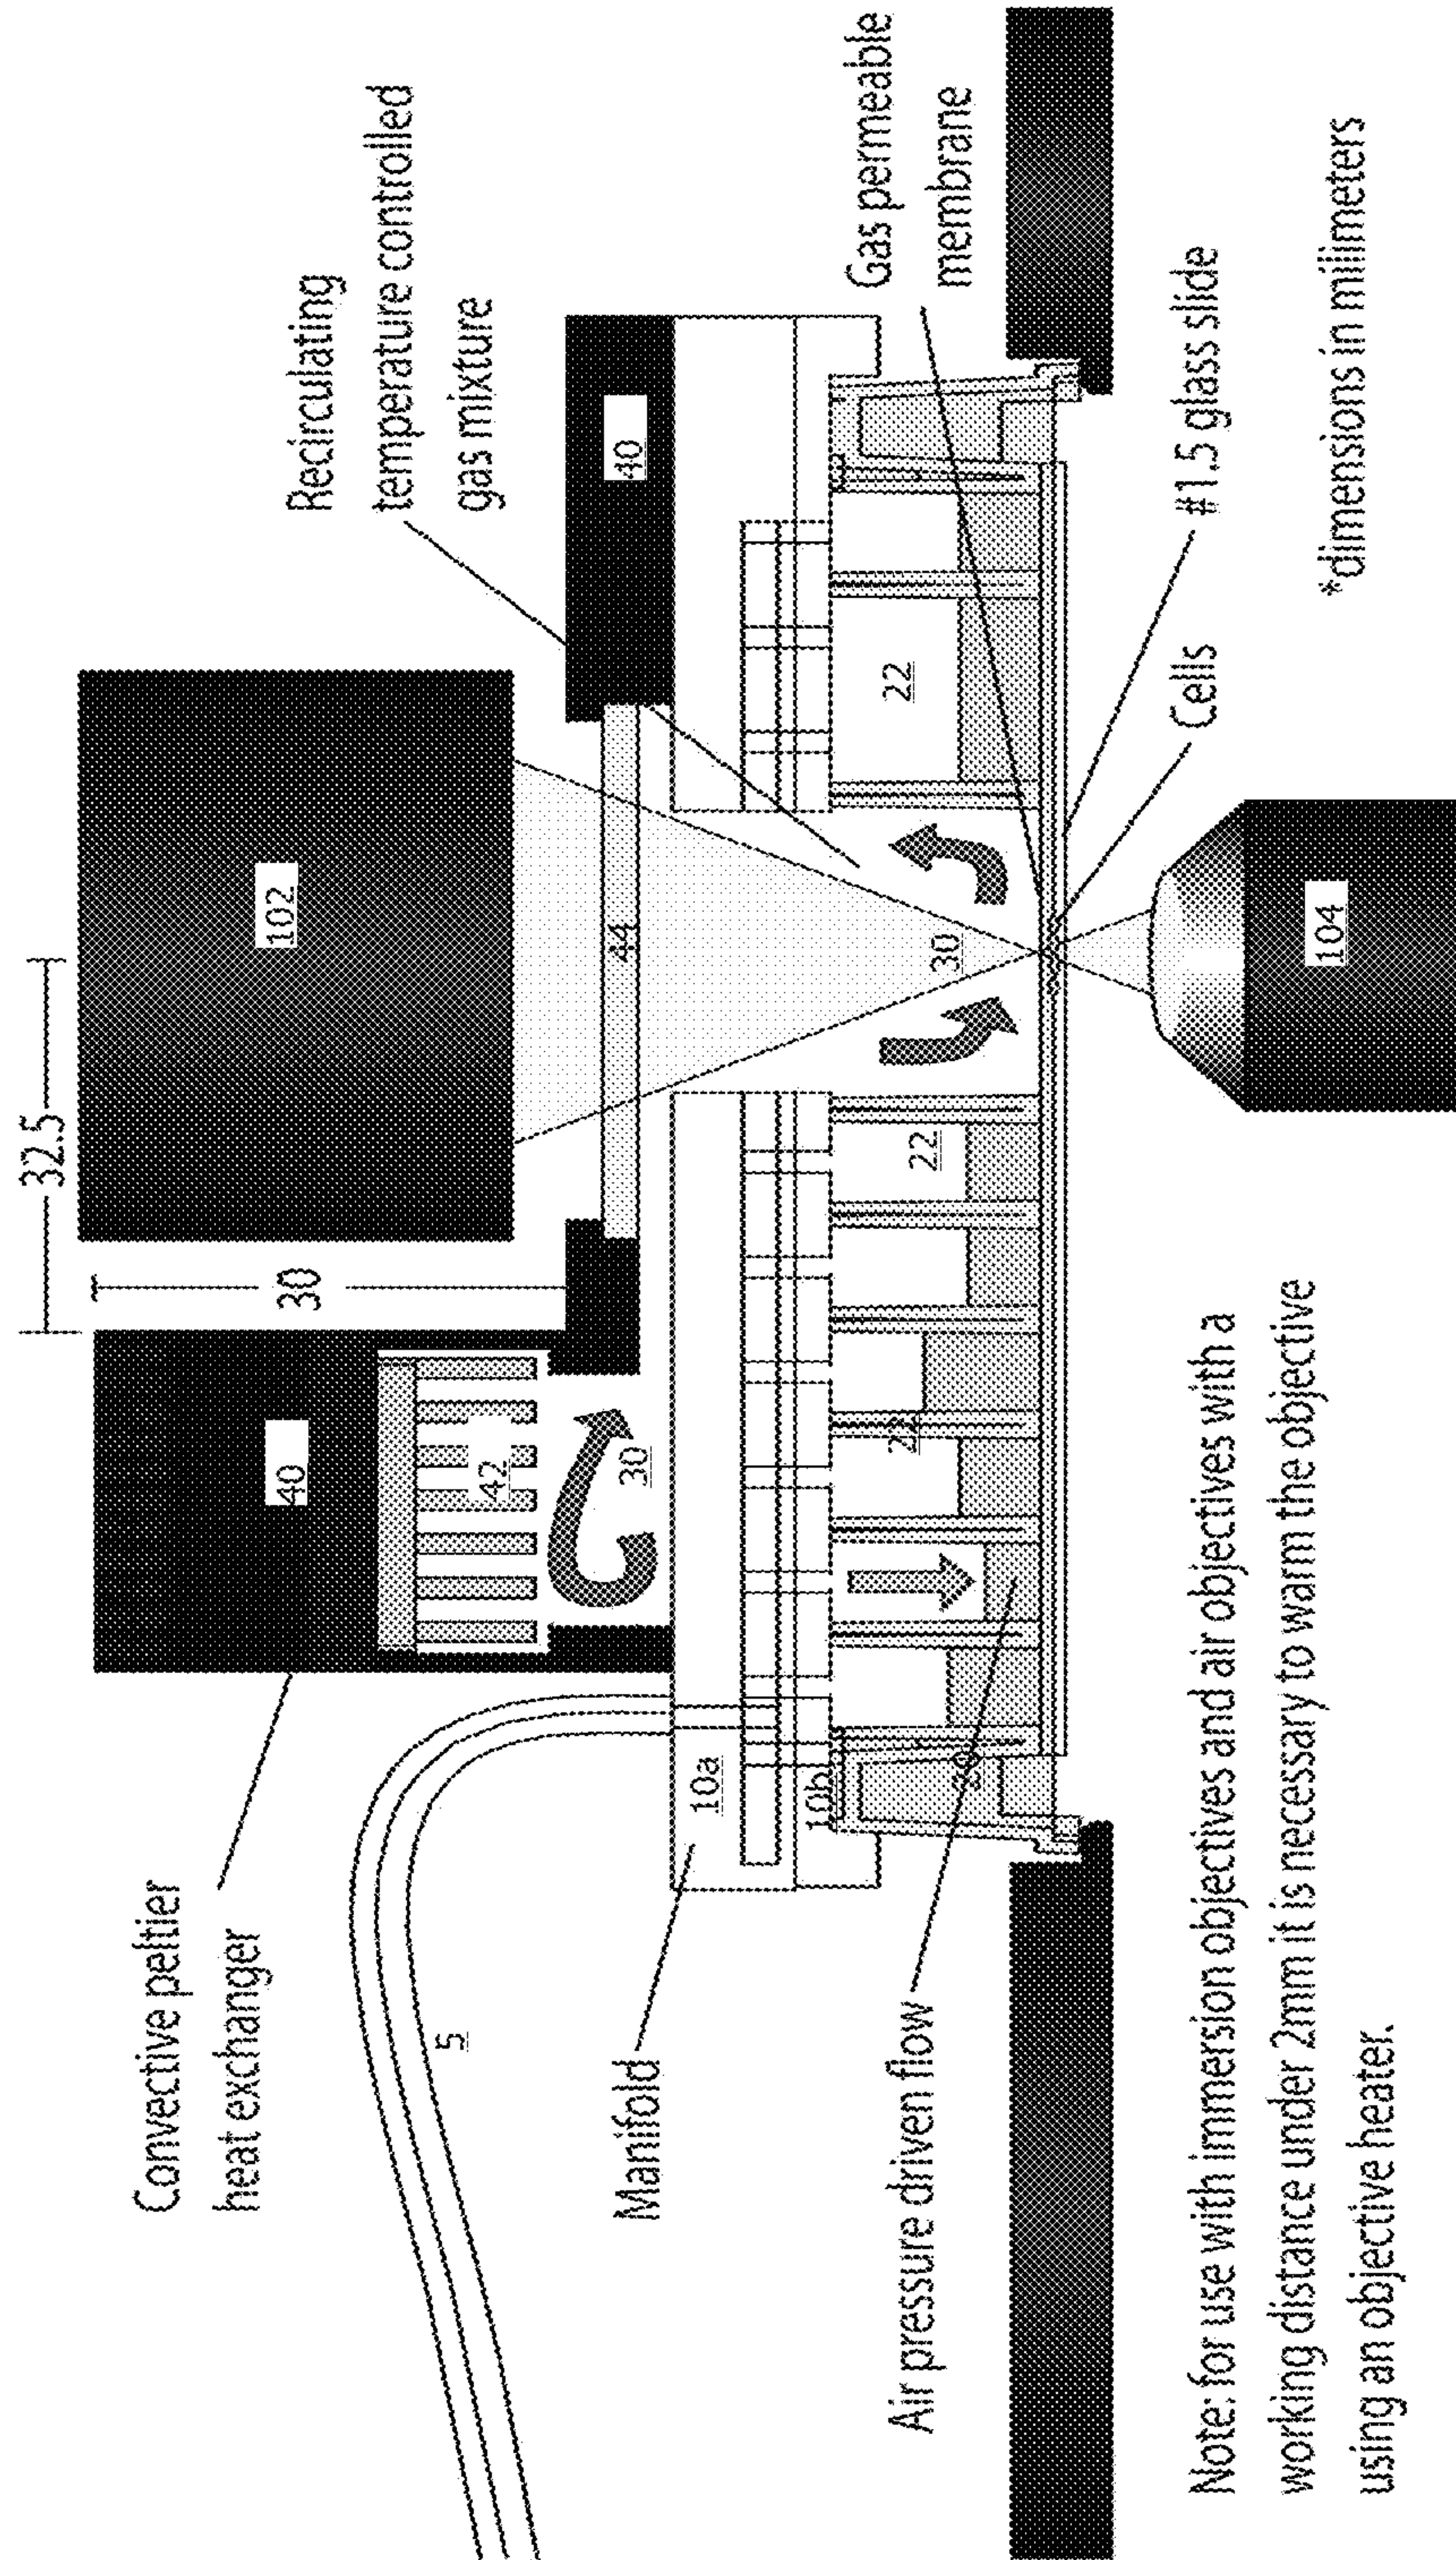 32.5
30
102
40
42
30
44
40
Convective peltier
heat exchanger
Recirculating
temperature controlled
gas mixture
5
Manifold
10a
10b
22
22
22
30
20
Gas permeable
membrane
Air pressure driven flow
104
Cells
#1.5 glass slide
Note: for use with immersion objectives and air objectives with a
working distance under 2mm it is necessary to warm the objective
using an objective heater.
*dimensions in milimeters